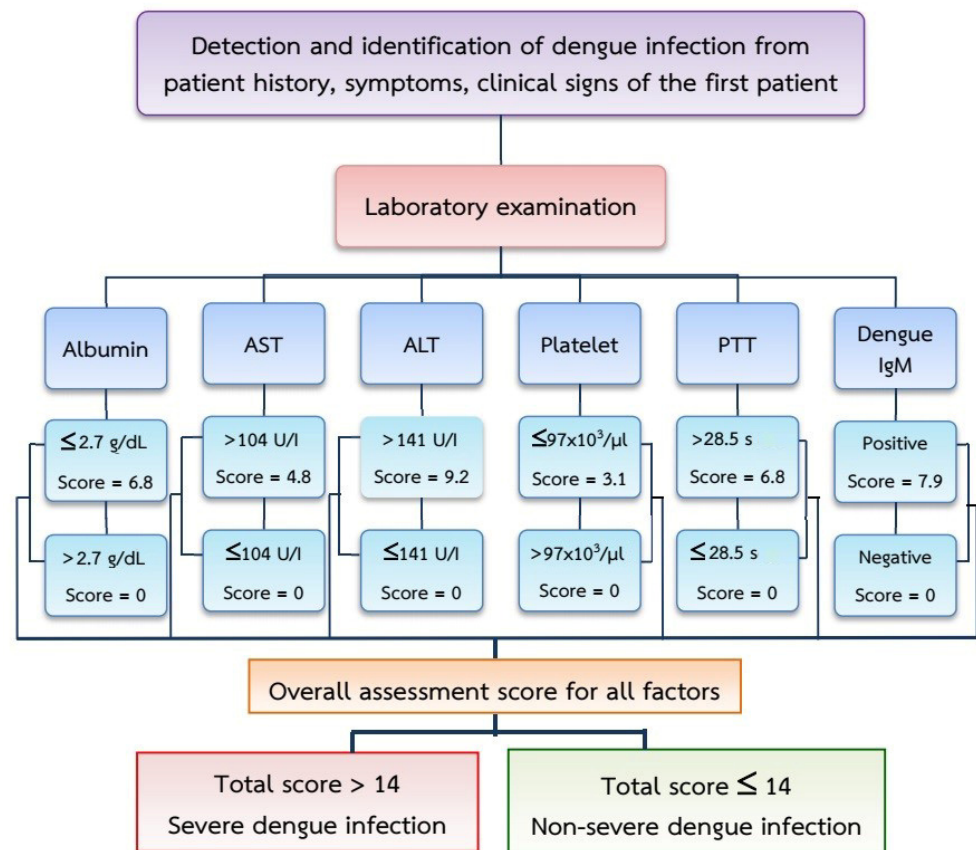 Detection and identification of dengue infection from
patient history, symptoms, clinical signs of the first patient
Laboratory examination
Albumin
AST
ALT
Platelet
PTT
Dengue
IgM
≤2.7 g/dL
Score = 6.8
>104 U/l
Score = 4.8
>141 U/l
Score = 9.2
≤97x10³/µl
Score = 3.1
>28.5 s
Score = 6.8
Positive
Score = 7.9
>2.7 g/dL
Score = 0
≤104 U/l
Score = 0
≤141 U/l
Score = 0
>97x10³/µl
Score = 0
≤28.5 s
Score = 0
Negative
Score = 0
Overall assessment score for all factors
Total score > 14
Severe dengue infection
Total score ≤ 14
Non-severe dengue infection